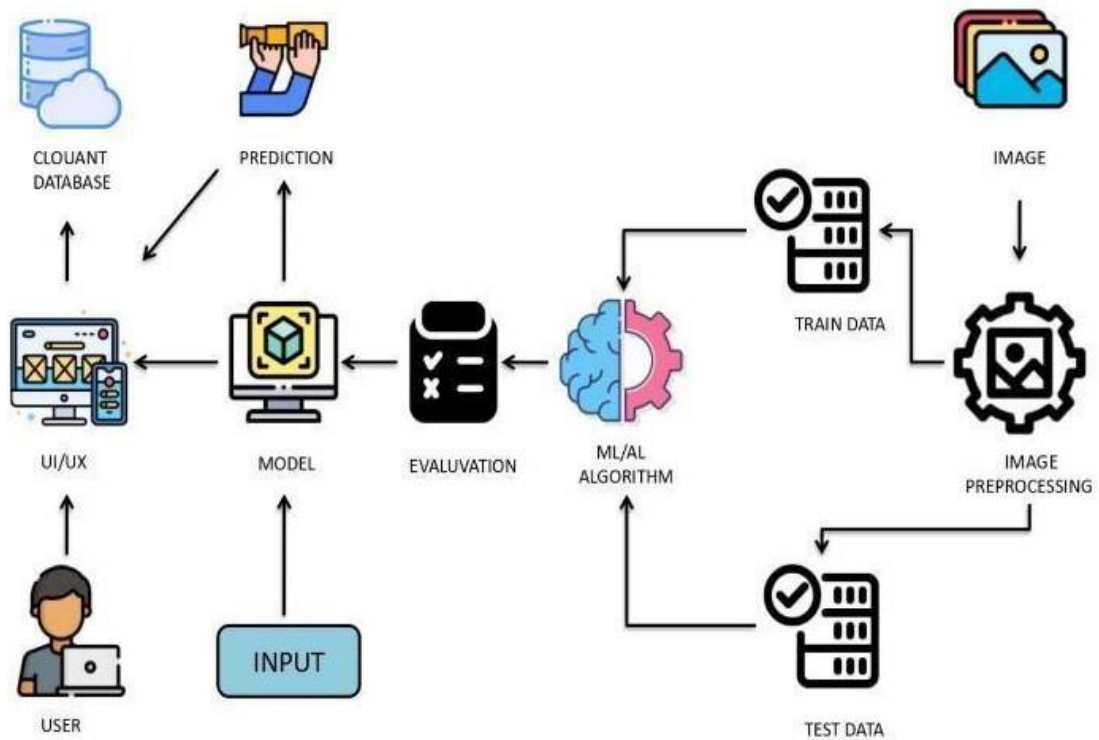 CLOUANT
DATABASE
PREDICTION
IMAGE
TRAIN DATA
UI/UX
MODEL
EVALUVATION
ML/AL
ALGORITHM
IMAGE
PREPROCESSING
INPUT
USER
TEST DATA